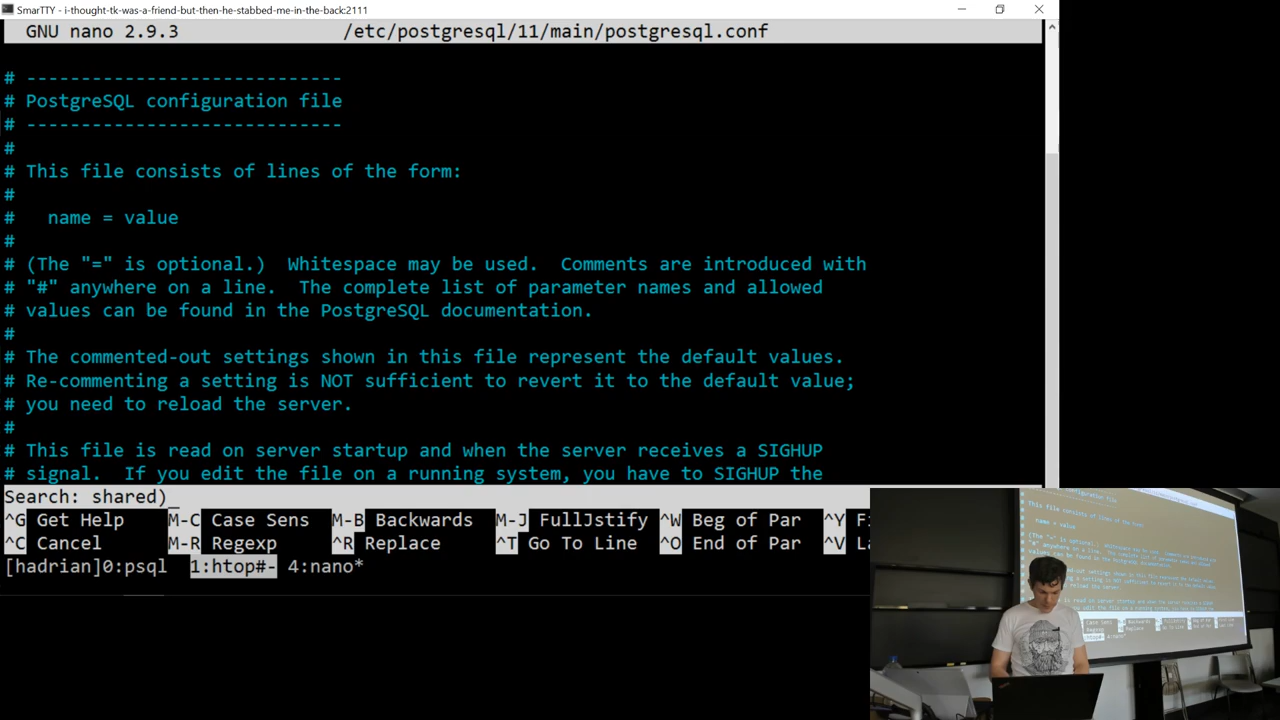 SmarTTY - i-thought-tk-was-a-friend-but-then-he-stabbed-me-in-the-back:2111
GNU nano 2.9.3 /etc/postgresql/11/main/postgresql.conf
# -----------------------------
# PostgreSQL configuration file
# -----------------------------
#
# This file consists of lines of the form:
#
# name = value
#
# (The "=" is optional.) Whitespace may be used. Comments are introduced with
# "#" anywhere on a line. The complete list of parameter names and allowed
# values can be found in the PostgreSQL documentation.
#
# The commented-out settings shown in this file represent the default values.
# Re-commenting a setting is NOT sufficient to revert it to the default value;
# you need to reload the server.
#
# This file is read on server startup and when the server receives a SIGHUP
# signal. If you edit the file on a running system, you have to SIGHUP the
Search: shared)_
^G Get Help M-C Case Sens M-B Backwards M-J FullJstify ^W Beg of Par ^Y Fi
^C Cancel M-R Regexp ^R Replace ^T Go To Line ^O End of Par ^V La
[hadrian]0:psql 1:htop#- 4:nano*